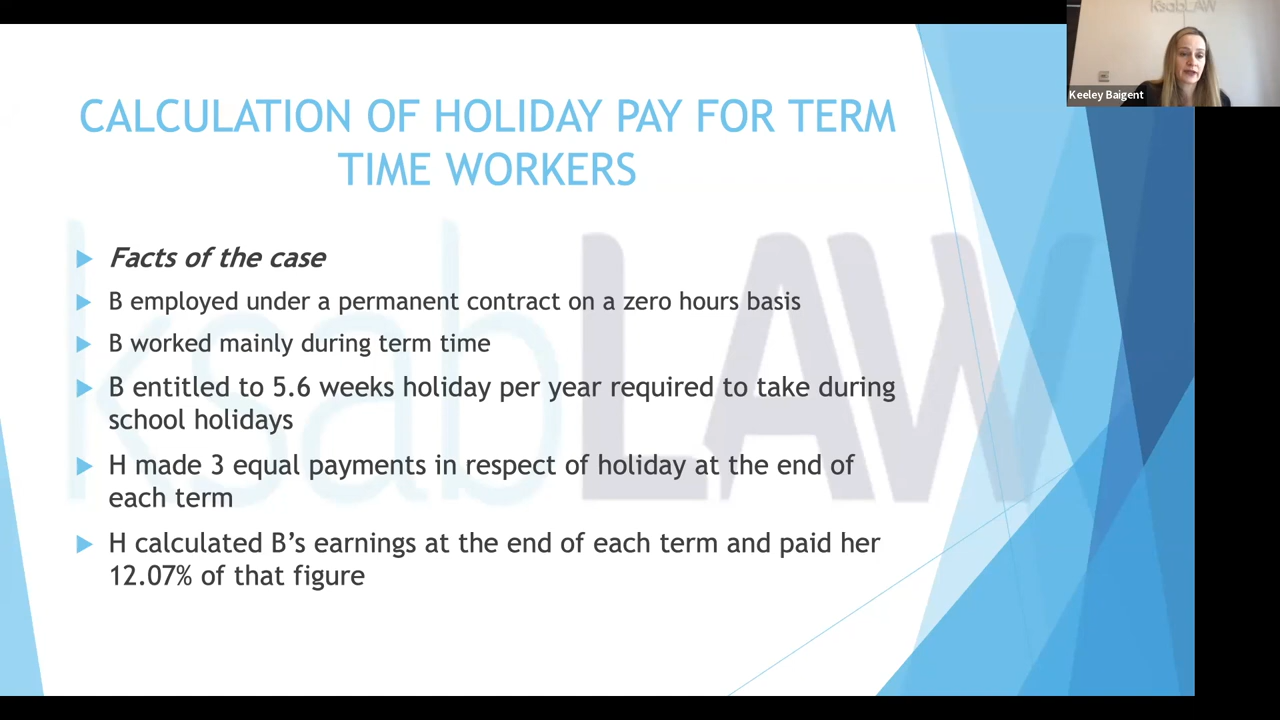 ksabLAW
Keeley Baigent
CALCULATION OF HOLIDAY PAY FOR TERM
TIME WORKERS
Facts of the case
B employed under a permanent contract on a zero hours basis
B worked mainly during term time
B entitled to 5.6 weeks holiday per year required to take during
school holidays
H made 3 equal payments in respect of holiday at the end of
each term
H calculated B's earnings at the end of each term and paid her
12.07% of that figure
ksabLAW